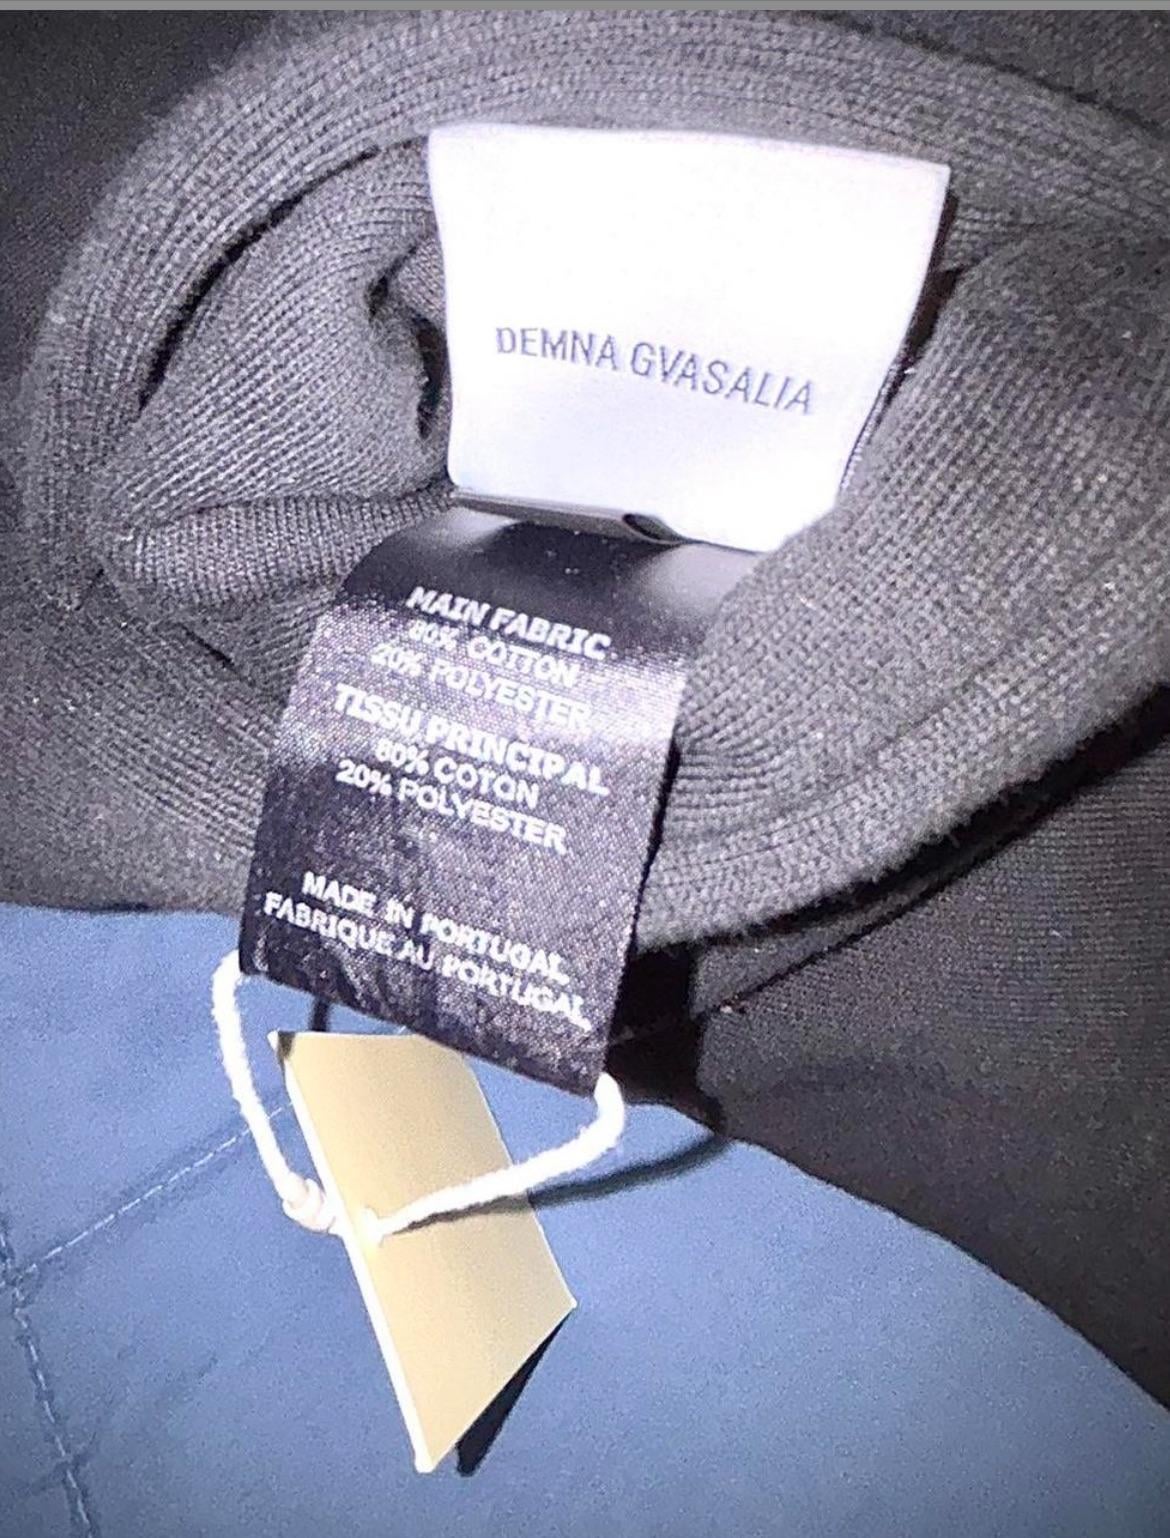 DEMNA GVASALIA
MAIN FABRIC
80% COTTON
20% POLYESTER
TISSU PRINCIPAL
80% COTON
20% POLYESTER
MADE IN PORTUGAL
FABRIQUE AU PORTUGAL